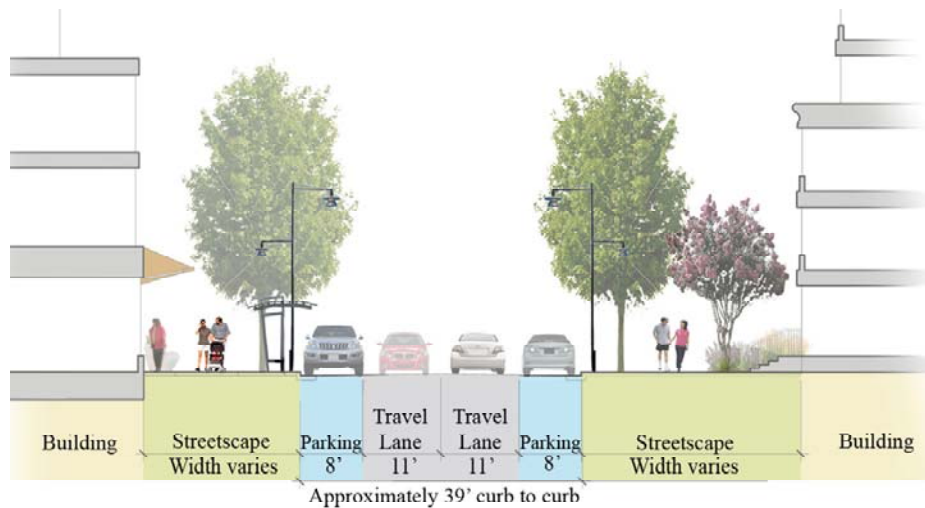 Building
Streetscape
Width varies
Parking
8’
Travel
Lane
11’
Travel
Lane
11’
Parking
8’
Streetscape
Width varies
Building
Approximately 39’ curb to curb